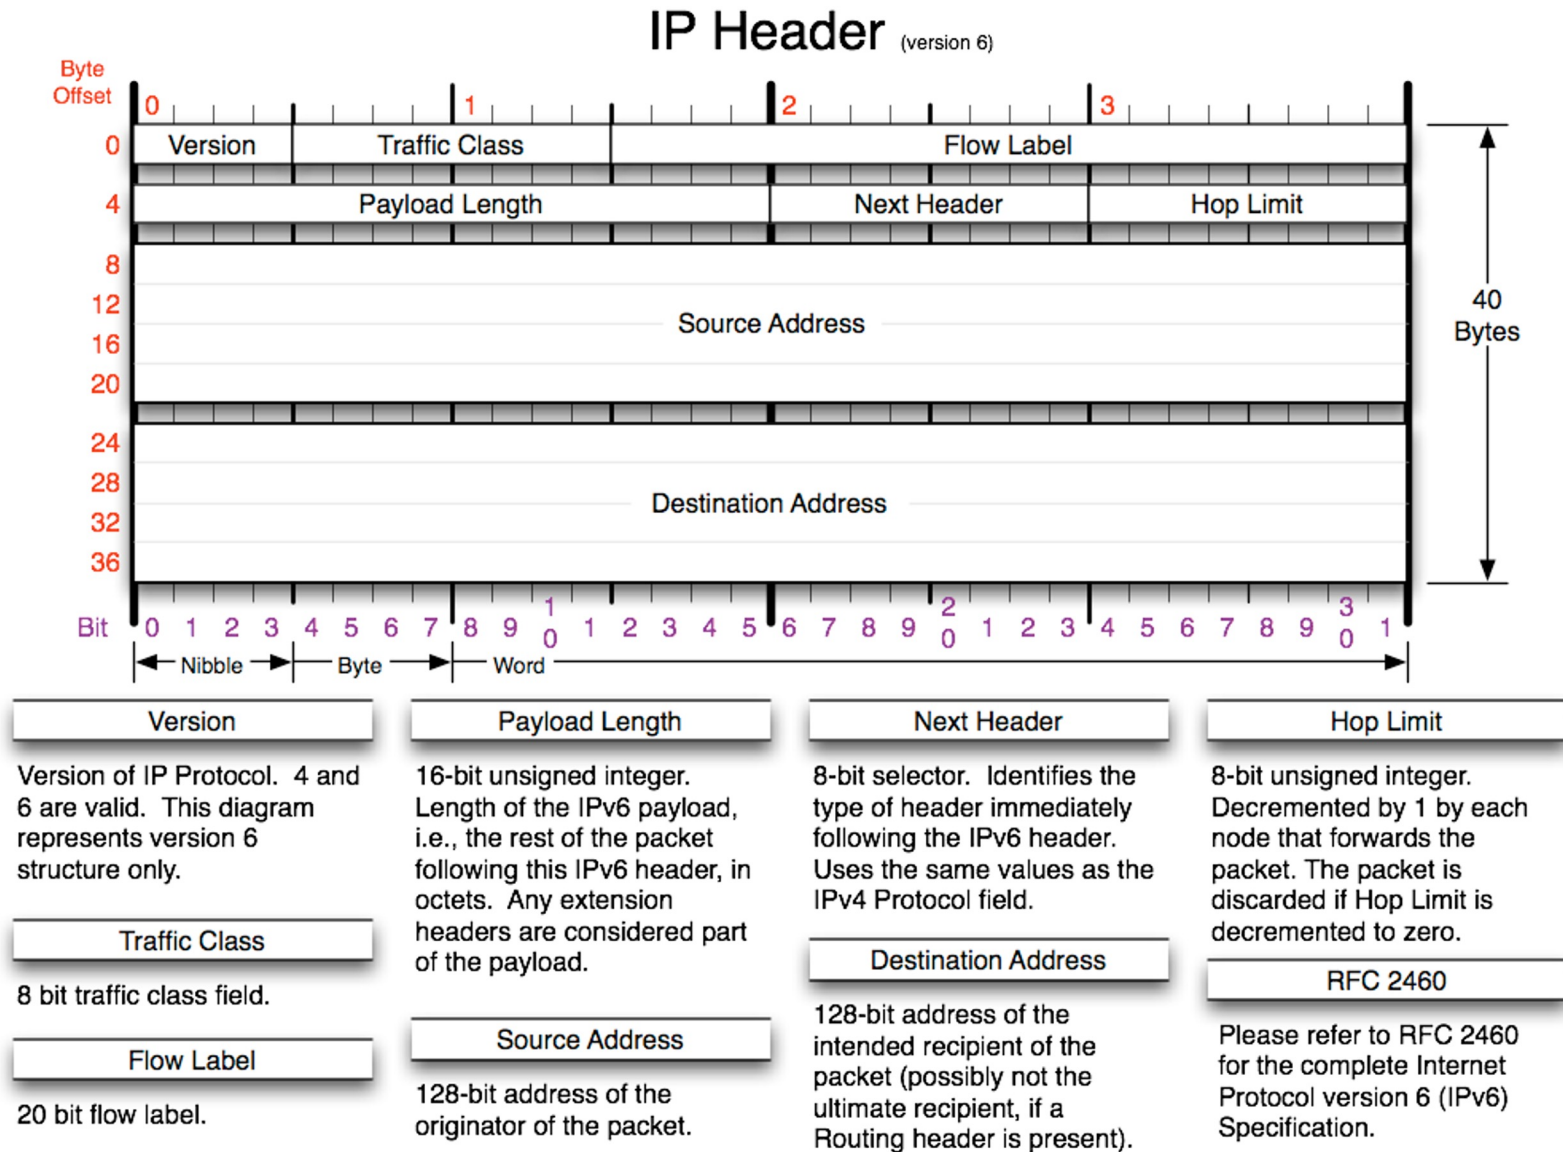 IP Header (version 6)
Byte
Offset
0 1 2 3
0 Version Traffic Class Flow Label
4 Payload Length Next Header Hop Limit
8
12
Source Address
16
20
24
28
Destination Address
32
36
40
Bytes
Bit 0 1 2 3 4 5 6 7 8 9 10 1 2 3 4 5 6 7 8 9 20 1 2 3 4 5 6 7 8 9 30 1
Nibble Byte Word
Version
Version of IP Protocol. 4 and
6 are valid. This diagram
represents version 6
structure only.
Traffic Class
8 bit traffic class field.
Flow Label
20 bit flow label.
Payload Length
16-bit unsigned integer.
Length of the IPv6 payload,
i.e., the rest of the packet
following this IPv6 header, in
octets. Any extension
headers are considered part
of the payload.
Source Address
128-bit address of the
originator of the packet.
Next Header
8-bit selector. Identifies the
type of header immediately
following the IPv6 header.
Uses the same values as the
IPv4 Protocol field.
Destination Address
128-bit address of the
intended recipient of the
packet (possibly not the
ultimate recipient, if a
Routing header is present).
Hop Limit
8-bit unsigned integer.
Decremented by 1 by each
node that forwards the
packet. The packet is
discarded if Hop Limit is
decremented to zero.
RFC 2460
Please refer to RFC 2460
for the complete Internet
Protocol version 6 (IPv6)
Specification.